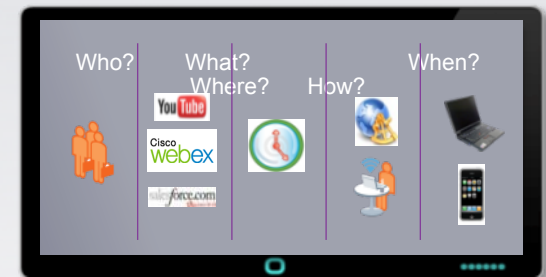 Who? What? When?
Where? How?
YouTube
Cisco
webex
salesforce.com